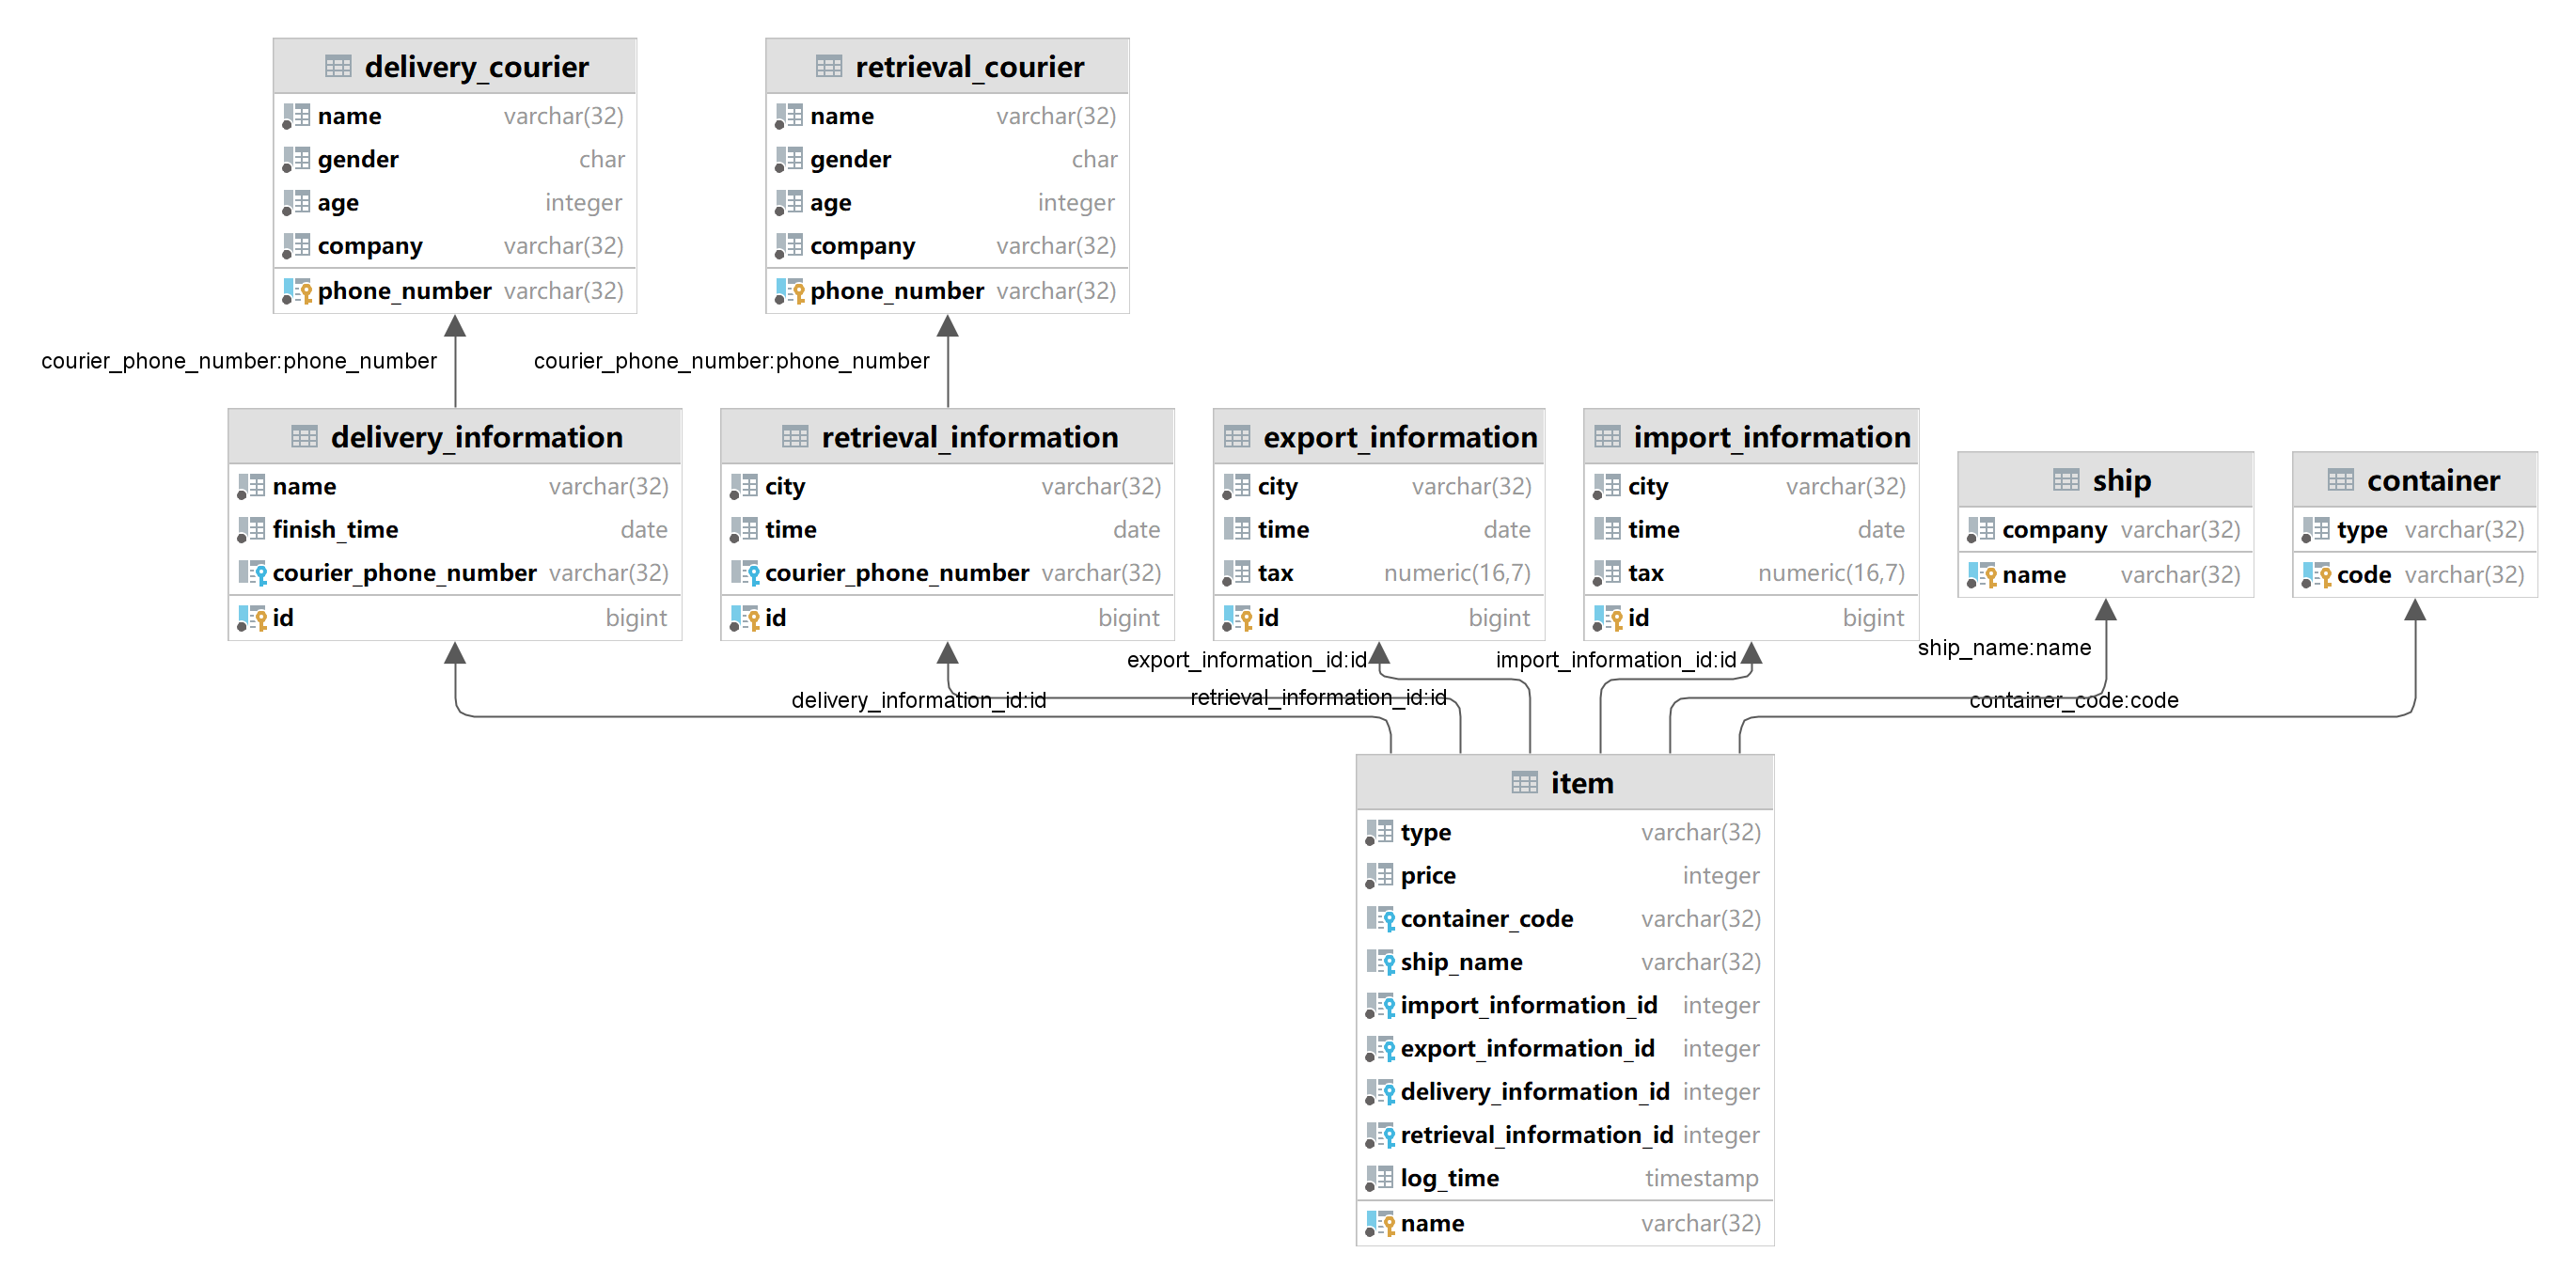 delivery_courier
name varchar(32)
gender char
age integer
company varchar(32)
phone_number varchar(32)
retrieval_courier
name varchar(32)
gender char
age integer
company varchar(32)
phone_number varchar(32)
courier_phone_number:phone_number
courier_phone_number:phone_number
delivery_information
name varchar(32)
finish_time date
courier_phone_number varchar(32)
id bigint
retrieval_information
city varchar(32)
time date
courier_phone_number varchar(32)
id bigint
export_information
city varchar(32)
time date
tax numeric(16,7)
id bigint
import_information
city varchar(32)
time date
tax numeric(16,7)
id bigint
ship
company varchar(32)
name varchar(32)
container
type varchar(32)
code varchar(32)
export_information_id:id
import_information_id:id
ship_name:name
delivery_information_id:id
retrieval_information_id:id
container_code:code
item
type varchar(32)
price integer
container_code varchar(32)
ship_name varchar(32)
import_information_id integer
export_information_id integer
delivery_information_id integer
retrieval_information_id integer
log_time timestamp
name varchar(32)